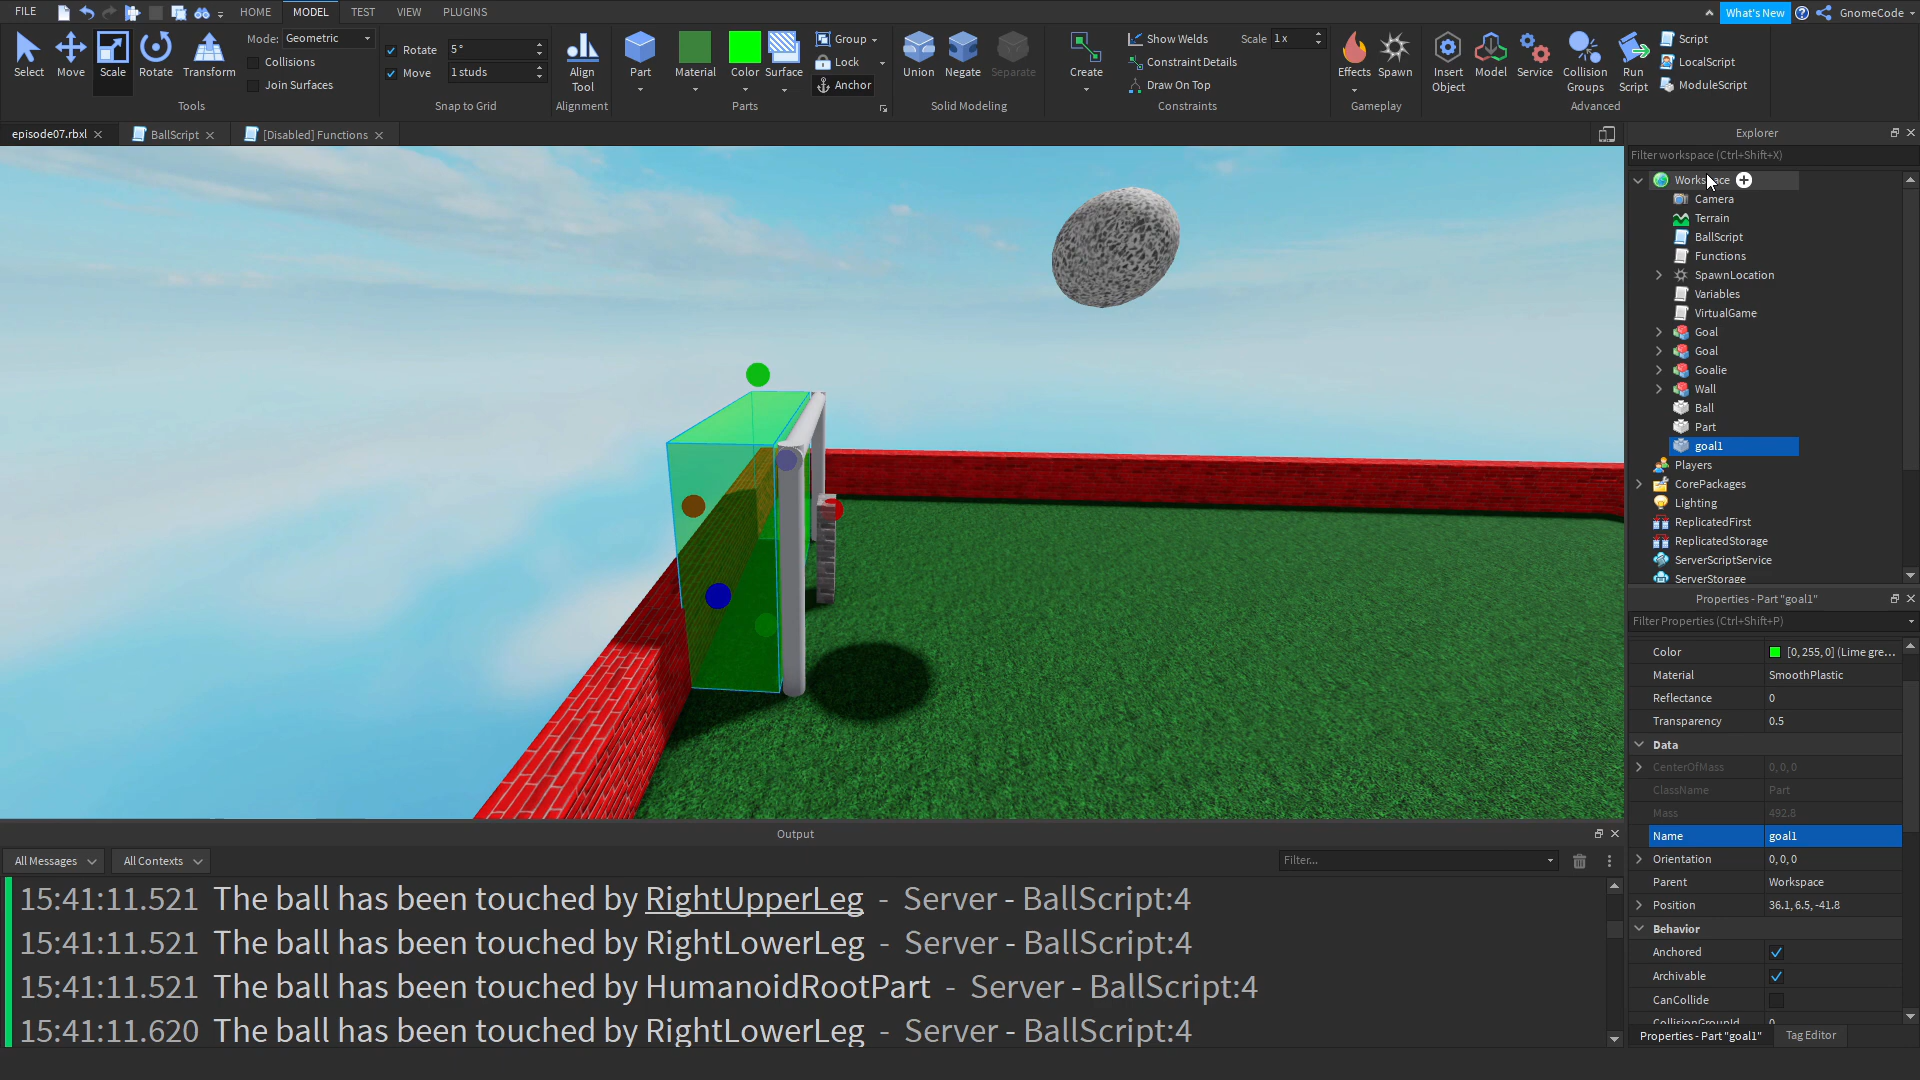 FILE HOME MODEL TEST VIEW PLUGINS What's New GnomeCode
Select Move Scale Rotate Transform
Mode: Geometric
Collisions
Join Surfaces
Tools
Rotate 5°
Move 1 studs
Snap to Grid
Align Tool
Alignment
Part Material Color Surface
Group
Lock
Anchor
Parts
Union Negate Separate
Solid Modeling
Create
Show Welds Scale 1 x
Constraint Details
Draw On Top
Constraints
Effects Spawn
Gameplay
Insert Object Model Service Collision Groups Run Script
Script
LocalScript
ModuleScript
Advanced
episode07.rbxl BallScript [Disabled] Functions
Explorer
Filter workspace (Ctrl+Shift+X)
Workspace
Camera
Terrain
BallScript
Functions
SpawnLocation
Variables
VirtualGame
Goal
Goal
Goalie
Wall
Ball
Part
goal1
Players
CorePackages
Lighting
ReplicatedFirst
ReplicatedStorage
ServerScriptService
ServerStorage
Properties - Part "goal1"
Filter Properties (Ctrl+Shift+P)
Color [0, 255, 0] (Lime gre...
Material SmoothPlastic
Reflectance 0
Transparency 0.5
Data
CenterOfMass 0, 0, 0
ClassName Part
Mass 492.8
Name goal1
Orientation 0, 0, 0
Parent Workspace
Position 36.1, 6.5, -41.8
Behavior
Anchored
Archivable
CanCollide
CollisionGroupId 0
Properties - Part "goal1" Tag Editor
Output
All Messages All Contexts Filter...
15:41:11.521 The ball has been touched by RightUpperLeg - Server - BallScript:4
15:41:11.521 The ball has been touched by RightLowerLeg - Server - BallScript:4
15:41:11.521 The ball has been touched by HumanoidRootPart - Server - BallScript:4
15:41:11.620 The ball has been touched by RightLowerLeg - Server - BallScript:4